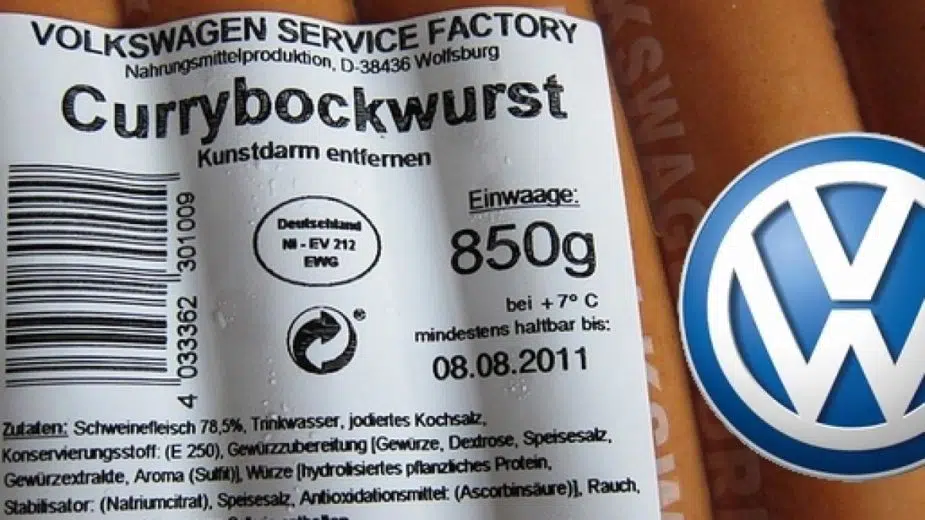 VOLKSWAGEN SERVICE FACTORY
Nahrungsmittelproduktion, D-38436 Wolfsburg
Currybockwurst
Kunstdarm entfernen
4 033362 301009
Deutschland
NI - EV 212
EWG
Einwaage:
850g
bei + 7° C
mindestens haltbar bis:
08.08.2011
®
Zutaten: Schweinefleisch 78,5%, Trinkwasser, jodiertes Kochsalz,
Konservierungsstoff: (E 250), Gewürzzubereitung [Gewürze, Dextrose, Speisesalz,
Gewürzextrakte, Aroma (Sulfit)], Würze [hydrolisiertes pflanzliches Protein,
Stabilisator: (Natriumcitrat), Speisesalz, Antioxidationsmittel: (Ascorbinsäure)], Rauch,
VW